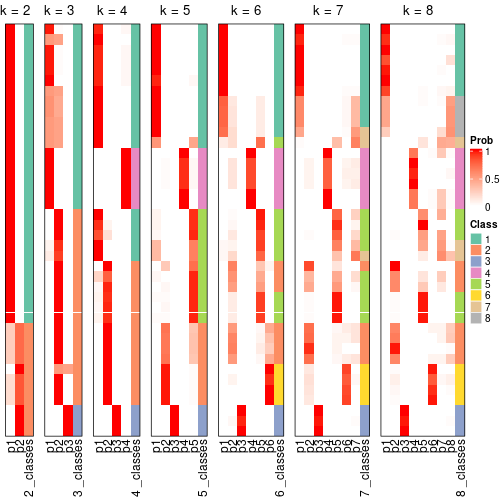 k = 2 k = 3 k = 4 k = 5 k = 6 k = 7 k = 8
Prob
1
0.5
0
Class
1
2
3
4
5
6
7
8
p1 p2 2_classes p1 p2 p3 3_classes p1 p2 p3 p4 4_classes p1 p2 p3 p4 p5 5_classes p1 p2 p3 p4 p5 p6 6_classes p1 p2 p3 p4 p5 p6 p7 7_classes p1 p2 p3 p4 p5 p6 p7 p8 8_classes